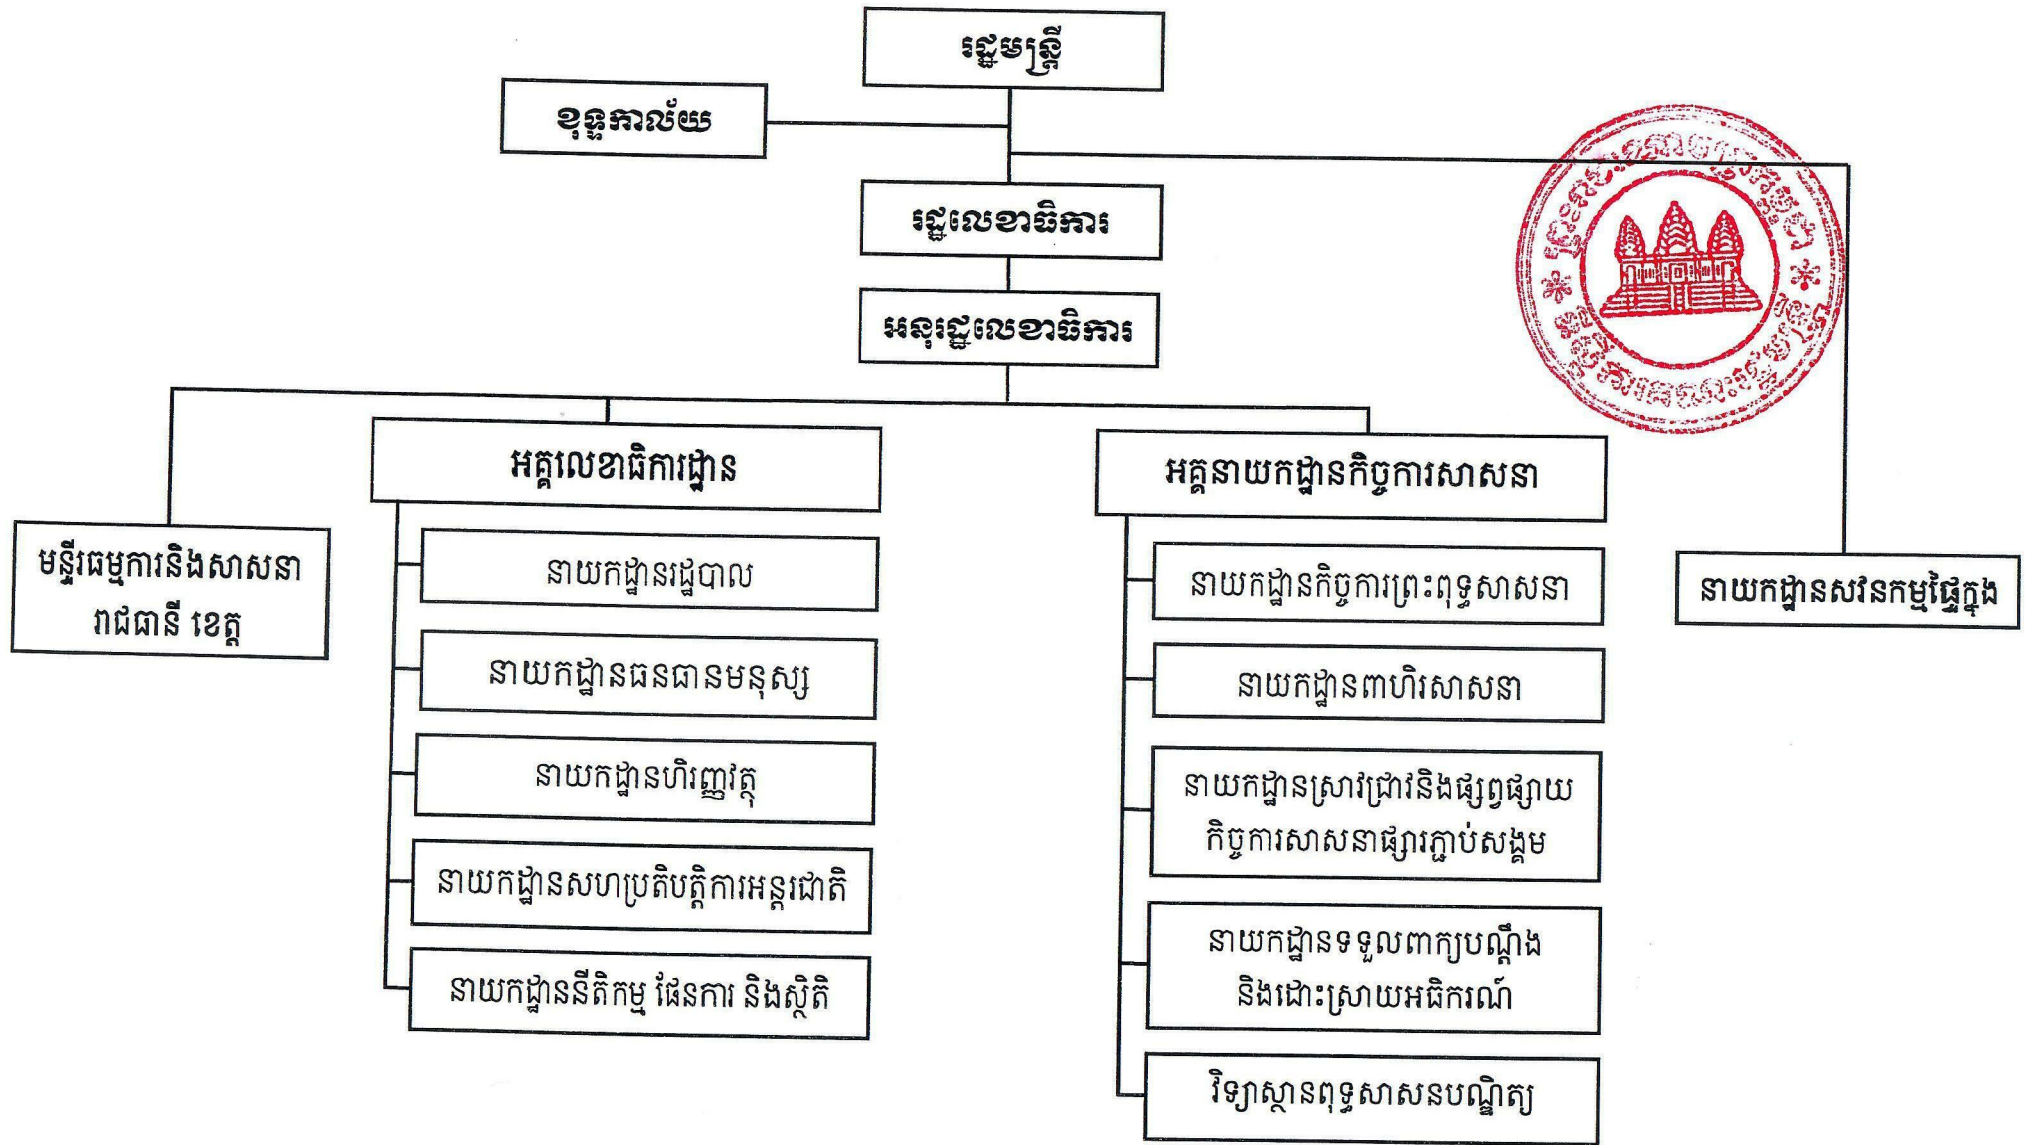 រដ្ឋមន្ត្រី
ខុទ្ទកាល័យ
រដ្ឋលេខាធិការ
អនុរដ្ឋលេខាធិការ
អគ្គលេខាធិការដ្ឋាន
អគ្គនាយកដ្ឋានកិច្ចការសាសនា
មន្ទីរធម្មការនិងសាសនា
រាជធានី ខេត្ត
នាយកដ្ឋានរដ្ឋបាល
នាយកដ្ឋានធនធានមនុស្ស
នាយកដ្ឋានហិរញ្ញវត្ថុ
នាយកដ្ឋានសហប្រតិបត្តិការអន្តរជាតិ
នាយកដ្ឋាននីតិកម្ម ផែនការ និងស្ថិតិ
នាយកដ្ឋានកិច្ចការព្រះពុទ្ធសាសនា
នាយកដ្ឋានពាហិរសាសនា
នាយកដ្ឋានស្រាវជ្រាវនិងផ្សព្វផ្សាយ
កិច្ចការសាសនាផ្សារភ្ជាប់សង្គម
នាយកដ្ឋានទទួលពាក្យបណ្តឹង
និងដោះស្រាយអធិករណ៍
វិទ្យាស្ថានពុទ្ធសាសនបណ្ឌិត្យ
នាយកដ្ឋានសវនកម្មផ្ទៃក្នុង